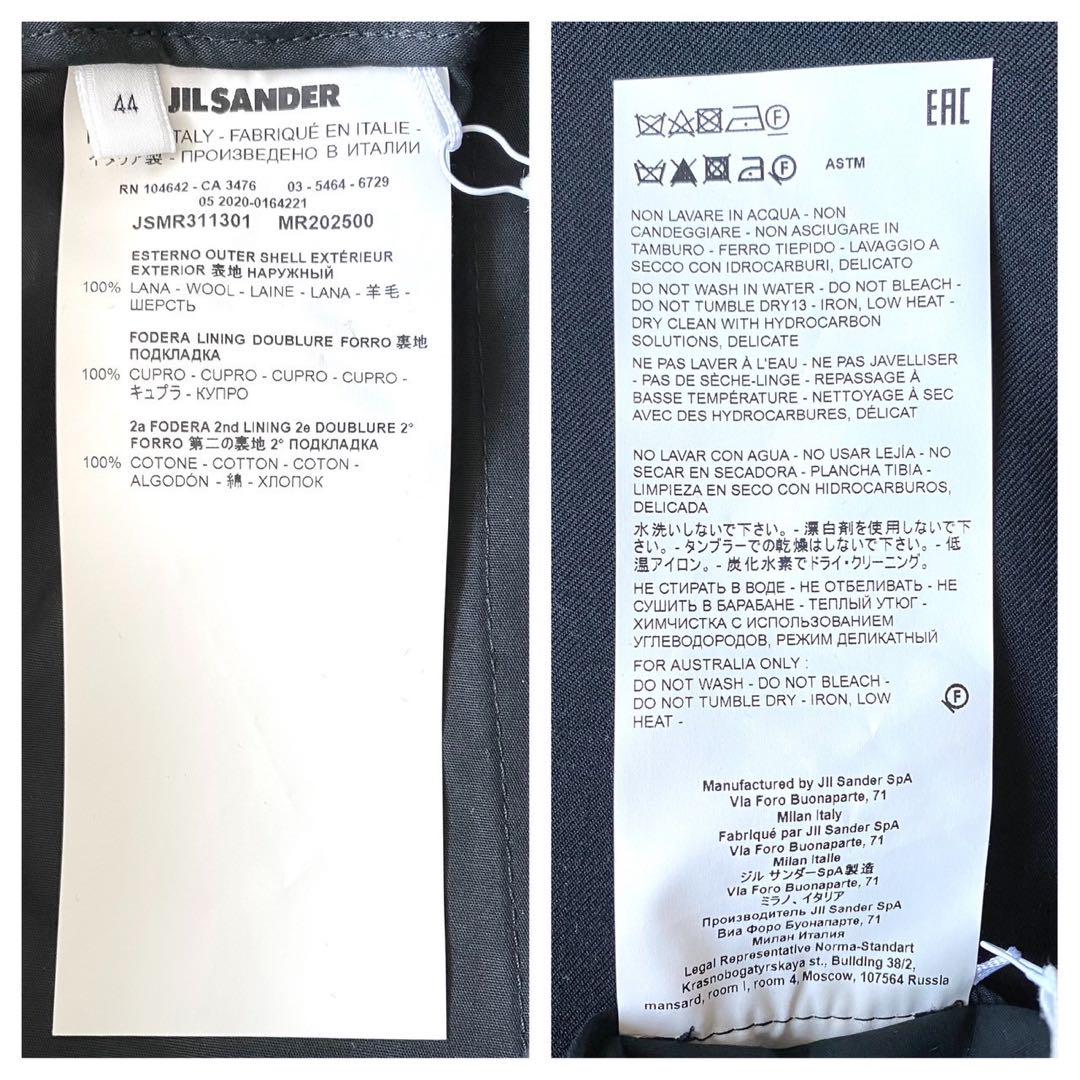 44
JIL SANDER
TALY - FABRIQUÉ EN ITALIE -
イタリア製 - ПРОИЗВЕДЕНО В ИТАЛИИ
RN 104642 - CA 3476 03 - 5464 - 6729
05 2020-0164221
JSMR311301 MR202500
ESTERNO OUTER SHELL EXTÉRIEUR
EXTERIOR 表地 НАРУЖНЫЙ
100% LANA - WOOL - LAINE - LANA - 羊毛 -
ШЕРСТЬ
FODERA LINING DOUBLURE FORRO 裏地
ПОДКЛАДКА
100% CUPRO - CUPRO - CUPRO - CUPRO -
キュプラ - КУПРО
2a FODERA 2nd LINING 2e DOUBLURE 2°
FORRO 第二の裏地 2° ПОДКЛАДКА
100% COTONE - COTTON - COTON -
ALGODÓN - 綿 - ХЛОПОК
F
EAC
F ASTM
NON LAVARE IN ACQUA - NON
CANDEGGIARE - NON ASCIUGARE IN
TAMBURO - FERRO TIEPIDO - LAVAGGIO A
SECCO CON IDROCARBURI, DELICATO
DO NOT WASH IN WATER - DO NOT BLEACH -
DO NOT TUMBLE DRY13 - IRON, LOW HEAT -
DRY CLEAN WITH HYDROCARBON
SOLUTIONS, DELICATE
NE PAS LAVER À L'EAU - NE PAS JAVELLISER
- PAS DE SÈCHE-LINGE - REPASSAGE À
BASSE TEMPÉRATURE - NETTOYAGE À SEC
AVEC DES HYDROCARBURES, DÉLICAT
NO LAVAR CON AGUA - NO USAR LEJÍA - NO
SECAR EN SECADORA - PLANCHA TIBIA -
LIMPIEZA EN SECO CON HIDROCARBUROS,
DELICADA
水洗いしないで下さい。- 漂白剤を使用しないで下
さい。- タンブラーでの乾燥はしないで下さい。- 低
温アイロン。- 炭化水素でドライ・クリーニング。
НЕ СТИРАТЬ В ВОДЕ - НЕ ОТБЕЛИВАТЬ - НЕ
СУШИТЬ В БАРАБАНЕ - ТЕПЛЫЙ УТЮГ -
ХИМЧИСТКА С ИСПОЛЬЗОВАНИЕМ
УГЛЕВОДОРОДОВ, РЕЖИМ ДЕЛИКАТНЫЙ
FOR AUSTRALIA ONLY :
DO NOT WASH - DO NOT BLEACH -
DO NOT TUMBLE DRY - IRON, LOW
HEAT -
F
Manufactured by Jil Sander SpA
Via Foro Buonaparte, 71
Milan Italy
Fabriqué par Jil Sander SpA
Via Foro Buonaparte, 71
Milan Italie
ジル サンダーSpA製造
Via Foro Buonaparte, 71
ミラノ、イタリア
Производитель Jil Sander SpA
Виа Форо Буонапарте, 71
Милан Италия
Legal Representative Norma-Standart
Krasnobogatyrskaya st., Building 38/2,
mansard, room I, room 4, Moscow, 107564 Russia